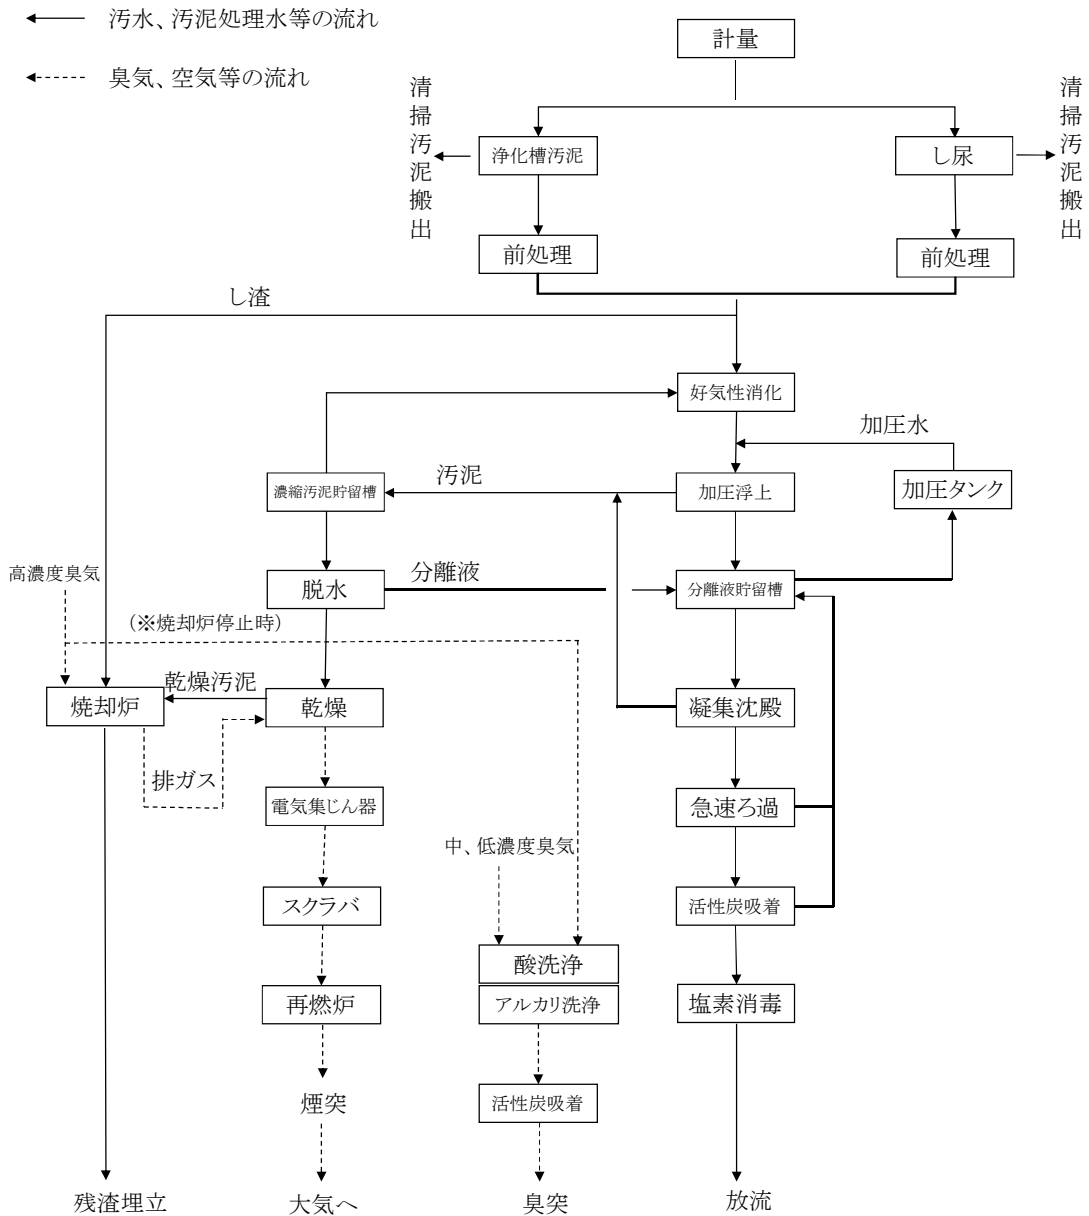 汚水、汚泥処理水等の流れ
臭気、空気等の流れ
計量
清掃汚泥搬出
浄化槽汚泥
し尿
清掃汚泥搬出
前処理
前処理
し渣
好気性消化
加圧水
汚泥
濃縮汚泥貯留槽
加圧浮上
加圧タンク
高濃度臭気
脱水
分離液
分離液貯留槽
（※焼却炉停止時）
乾燥汚泥
焼却炉
乾燥
凝集沈殿
排ガス
電気集じん器
急速ろ過
中、低濃度臭気
スクラバ
活性炭吸着
酸洗浄
アルカリ洗浄
再燃炉
塩素消毒
煙突
活性炭吸着
残渣埋立
大気へ
臭突
放流